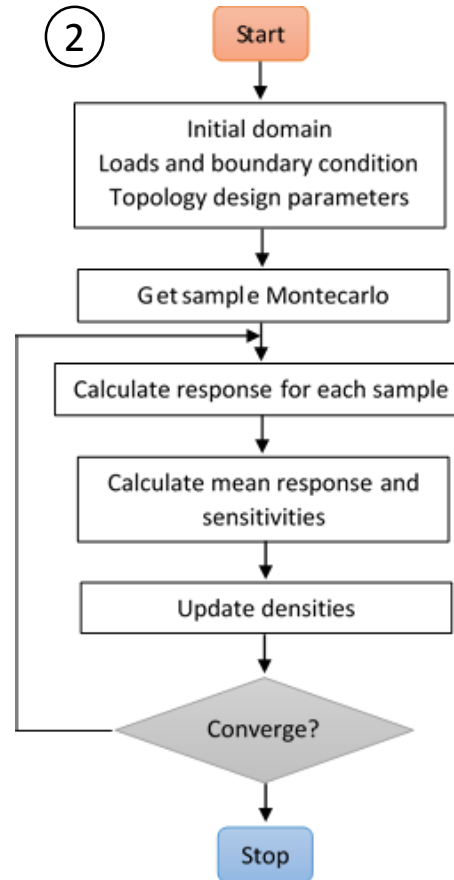 2
Start
Initial domain
Loads and boundary condition
Topology design parameters
Get sample Montecarlo
Calculate response for each sample
Calculate mean response and
sensitivities
Update densities
Converge?
Stop